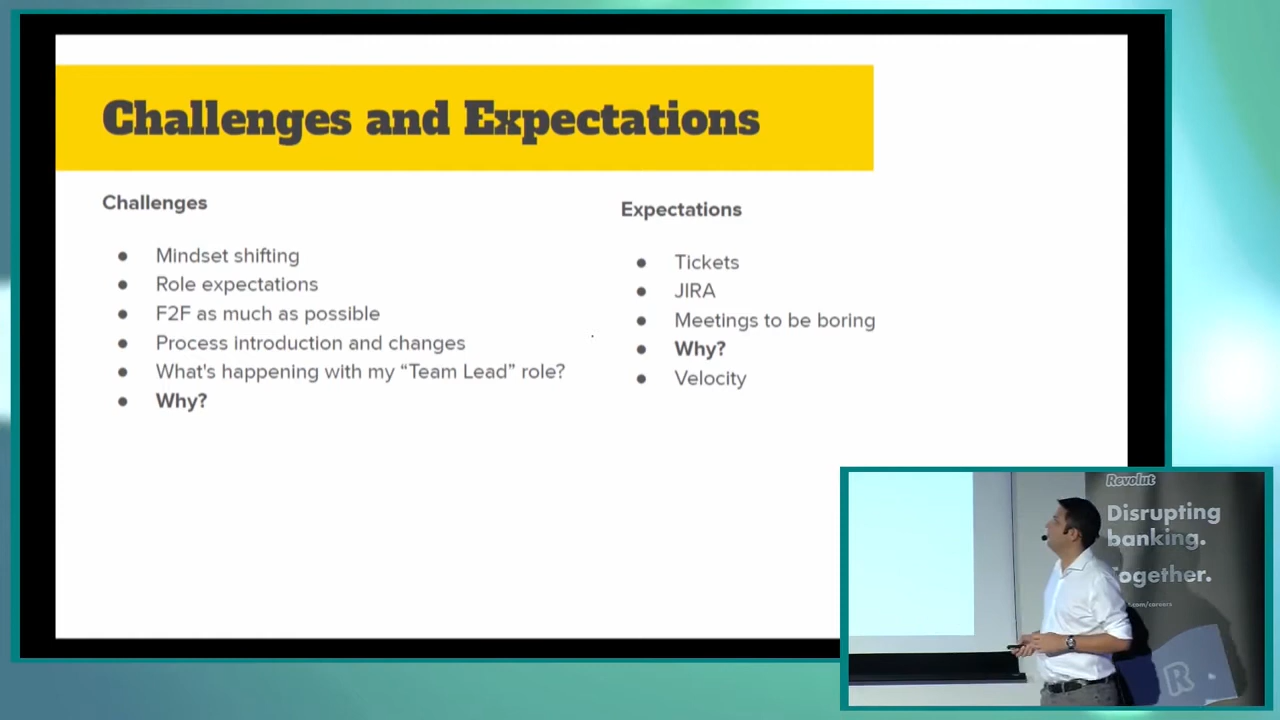 Challenges and Expectations
Challenges
Mindset shifting
Role expectations
F2F as much as possible
Process introduction and changes
What's happening with my “Team Lead” role?
Why?
Expectations
Tickets
JIRA
Meetings to be boring
Why?
Velocity
Revolut
Disrupting
banking.
Together.
.com/careers
R